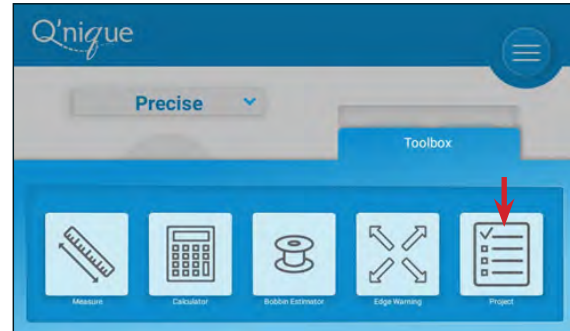 Q'nique
Precise
Toolbox
Measure
Calculator
Bobbin Estimator
Edge Warning
Project